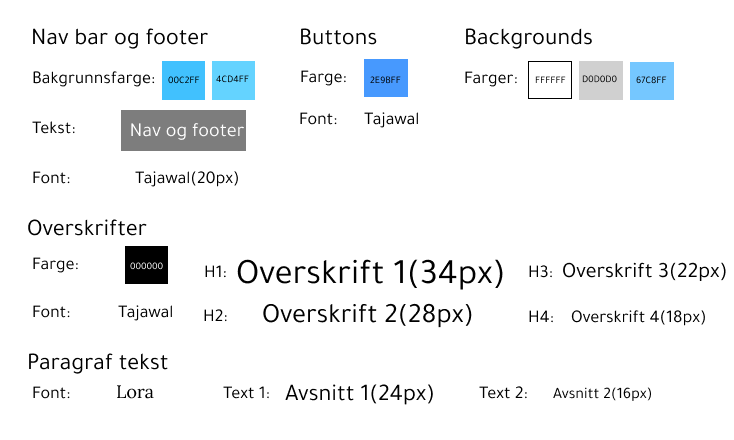 Nav bar og footer
Bakgrunnsfarge: 00C2FF 4CD4FF
Tekst: Nav og footer
Font: Tajawal(20px)
Buttons
Farge: 2E9BFF
Font: Tajawal
Backgrounds
Farger: FFFFFF D0D0D0 67C8FF
Overskrifter
Farge: 000000
Font: Tajawal
H1: Overskrift 1(34px)
H2: Overskrift 2(28px)
H3: Overskrift 3(22px)
H4: Overskrift 4(18px)
Paragraf tekst
Font: Lora
Text 1: Avsnitt 1(24px)
Text 2: Avsnitt 2(16px)